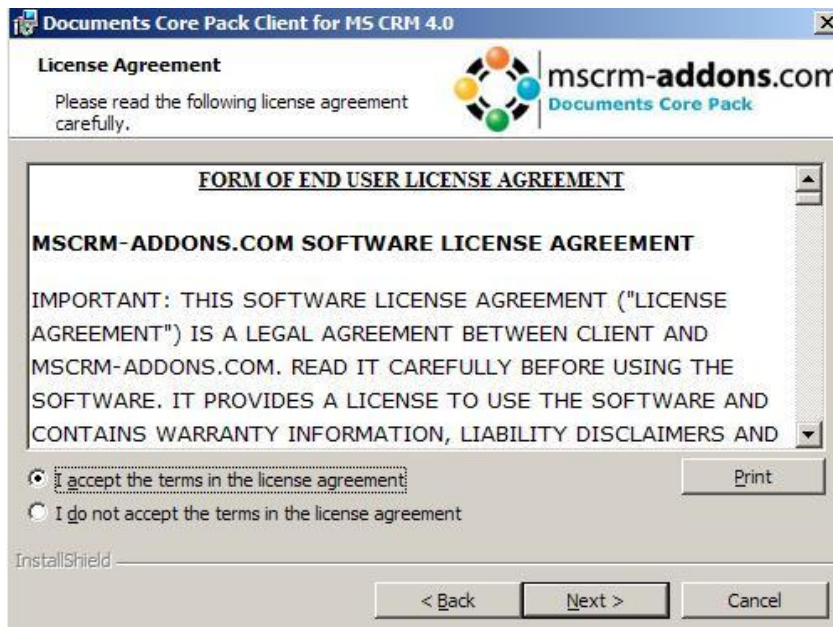 Documents Core Pack Client for MS CRM 4.0
License Agreement
Please read the following license agreement
carefully.
mscrm-addons.com
Documents Core Pack
FORM OF END USER LICENSE AGREEMENT
MSCRM-ADDONS.COM SOFTWARE LICENSE AGREEMENT
IMPORTANT: THIS SOFTWARE LICENSE AGREEMENT ("LICENSE
AGREEMENT") IS A LEGAL AGREEMENT BETWEEN CLIENT AND
MSCRM-ADDONS.COM. READ IT CAREFULLY BEFORE USING THE
SOFTWARE. IT PROVIDES A LICENSE TO USE THE SOFTWARE AND
CONTAINS WARRANTY INFORMATION, LIABILITY DISCLAIMERS AND
I accept the terms in the license agreement
Print
I do not accept the terms in the license agreement
InstallShield
< Back
Next >
Cancel